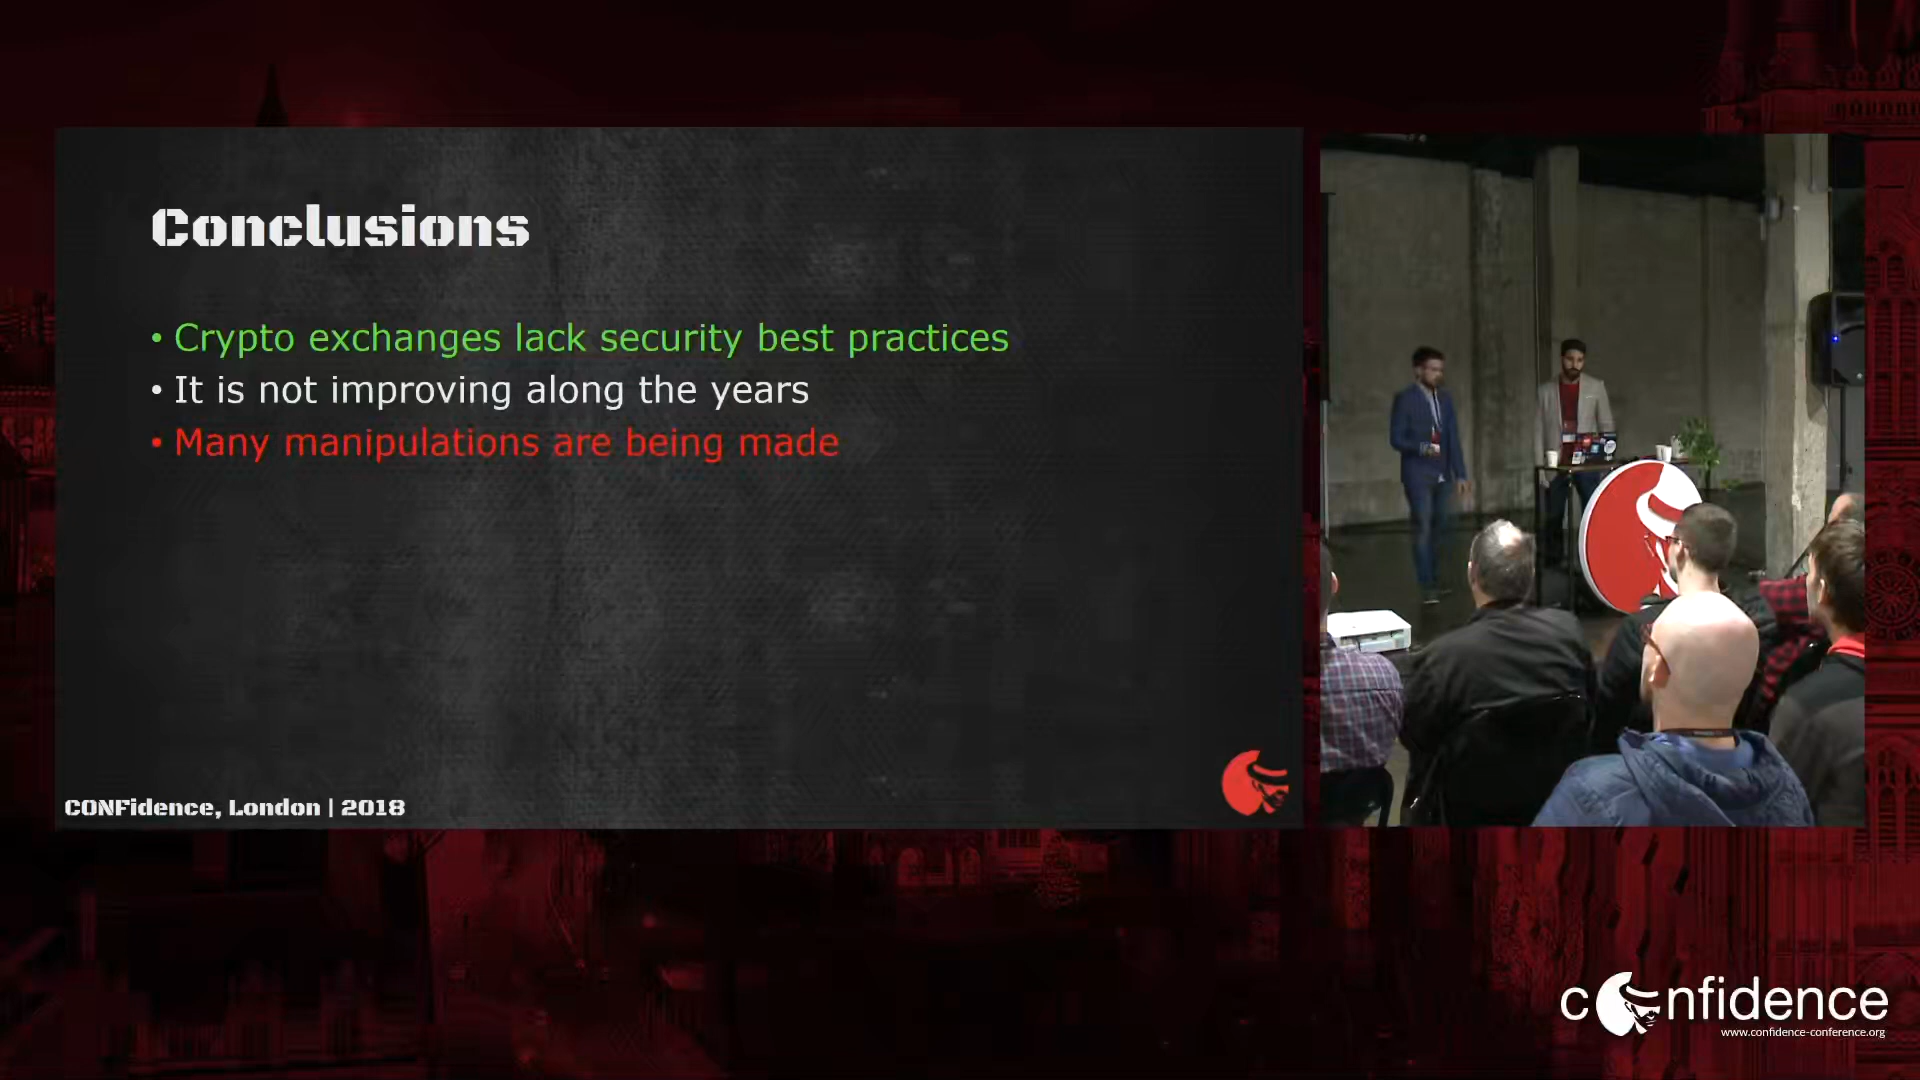 Conclusions
• Crypto exchanges lack security best practices
• It is not improving along the years
• Many manipulations are being made
CONFidence, London | 2018
confidence
www.confidence-conference.org